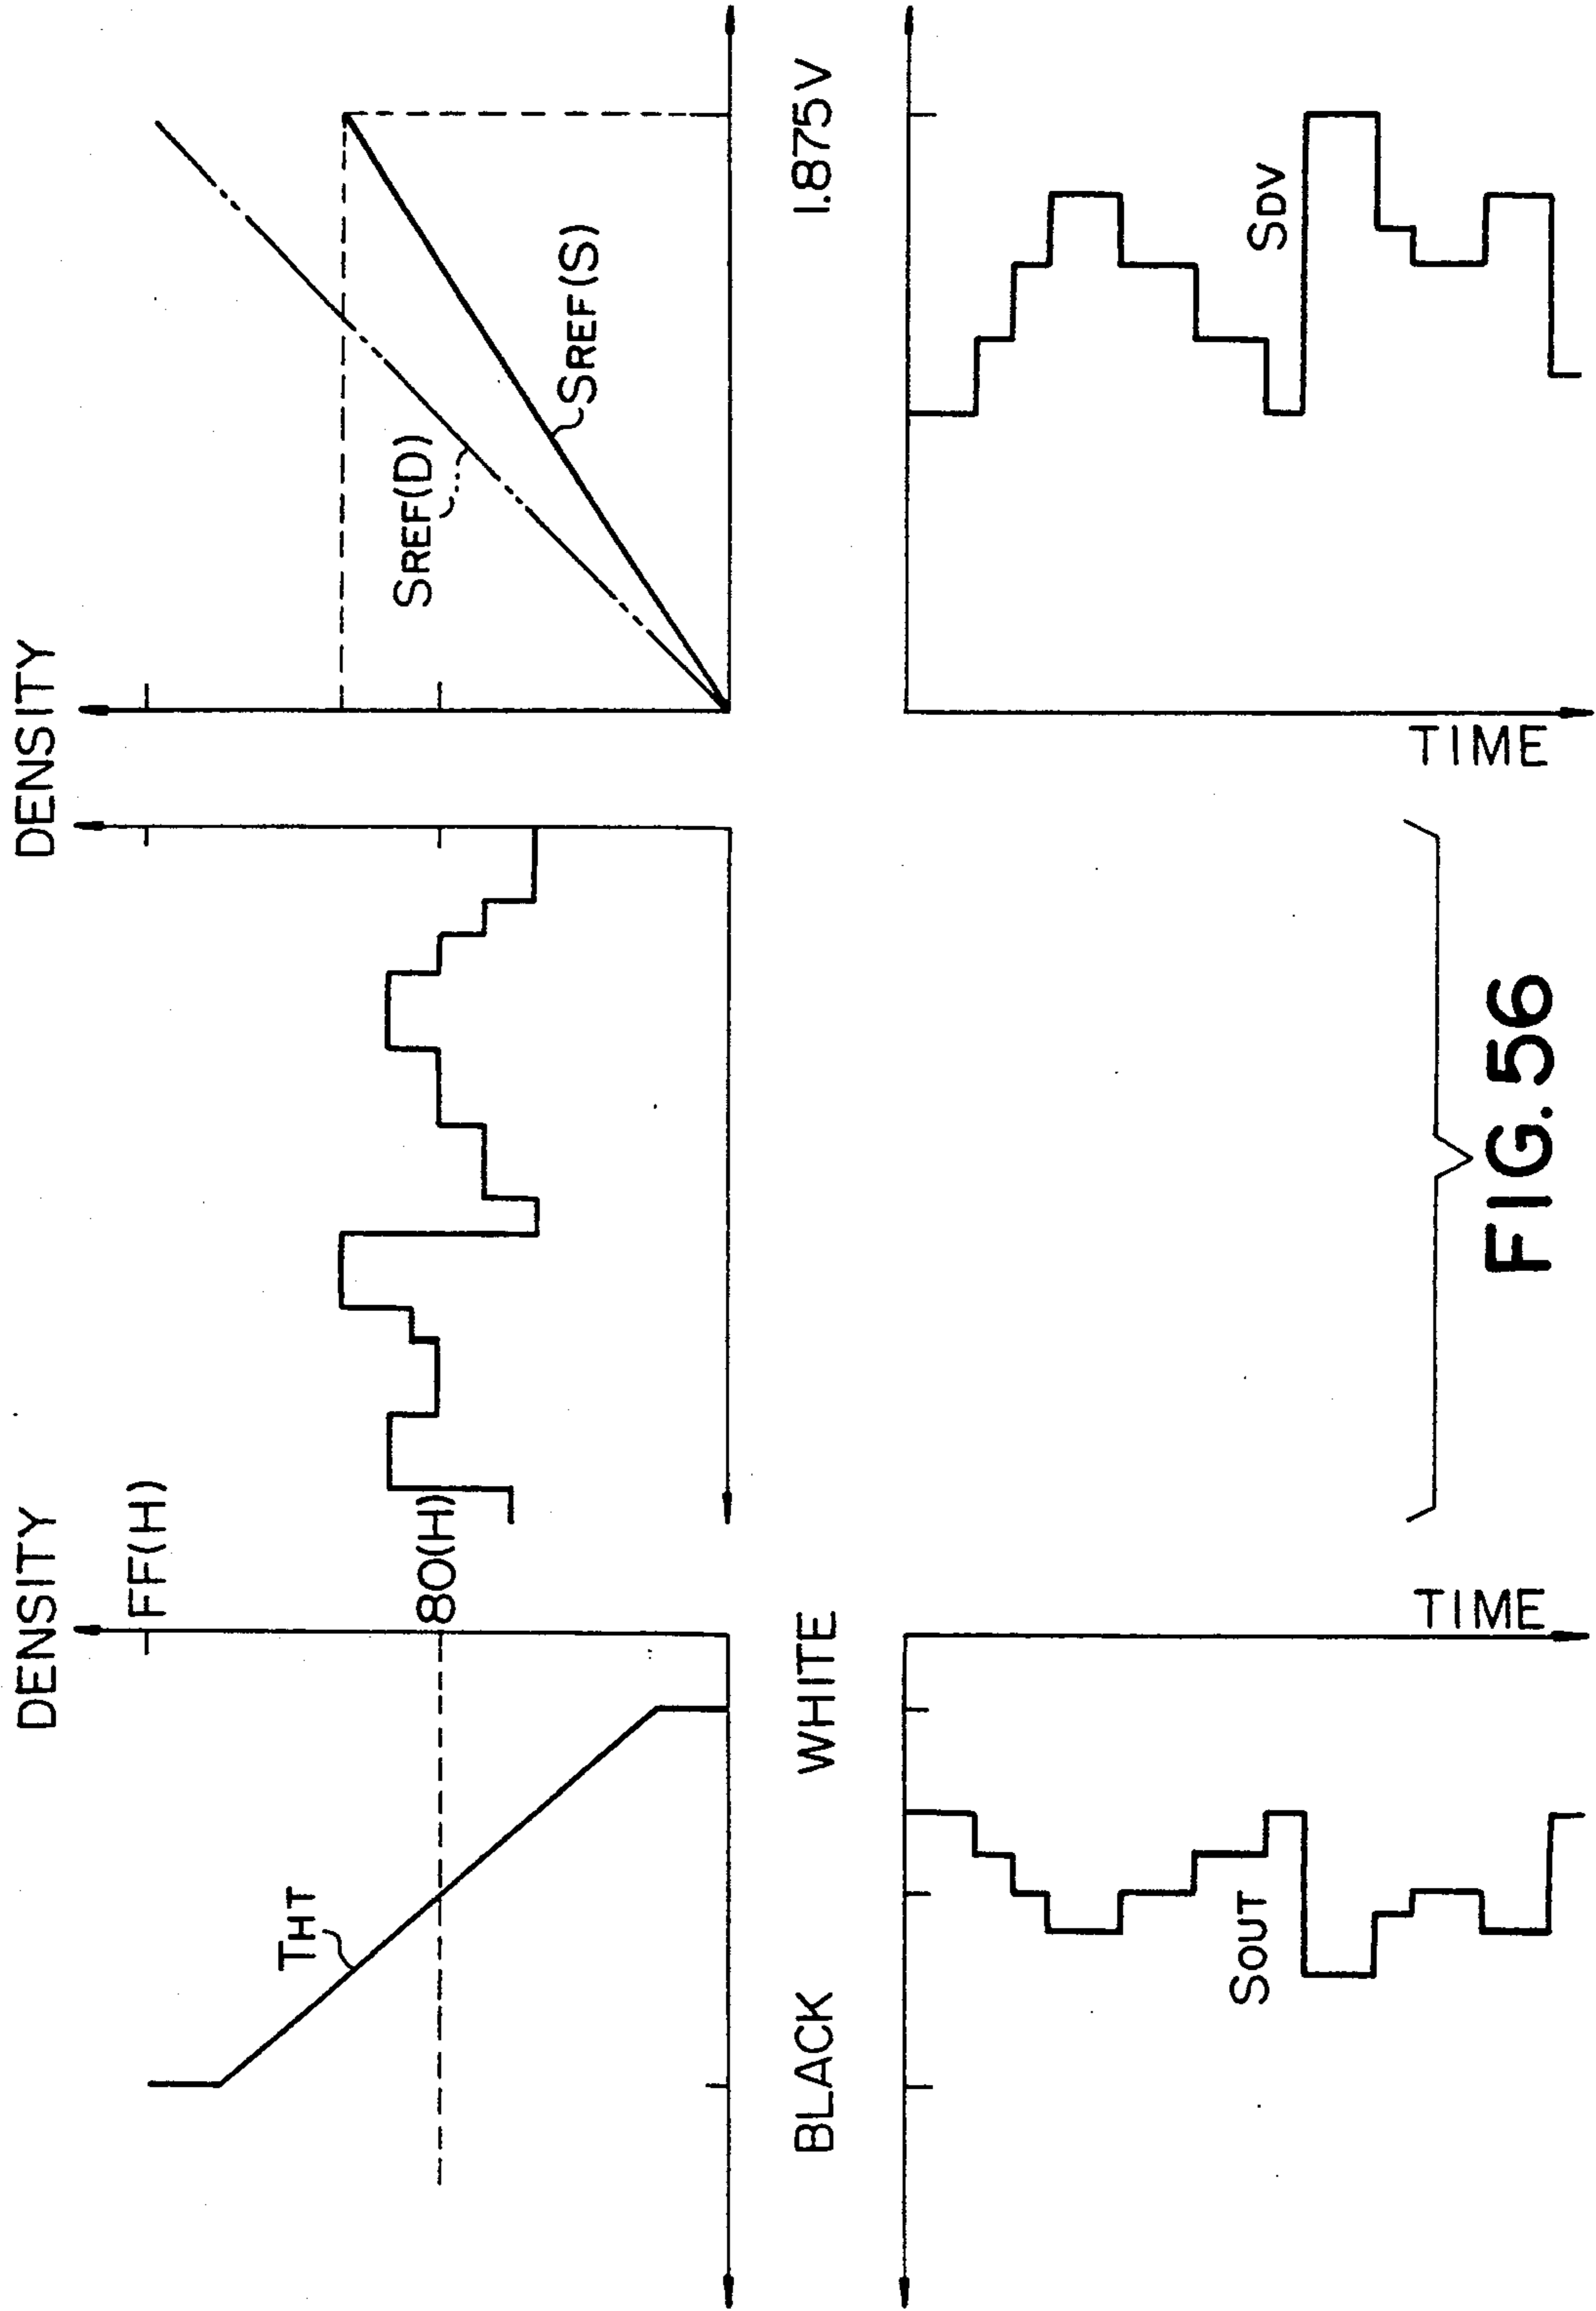 DENSITY
DENSITY
FF(H)
80(H)
THT
SREF(D)
SREF(S)
BLACK
WHITE
1.875V
SOUT
SDV
TIME
TIME
FIG. 56